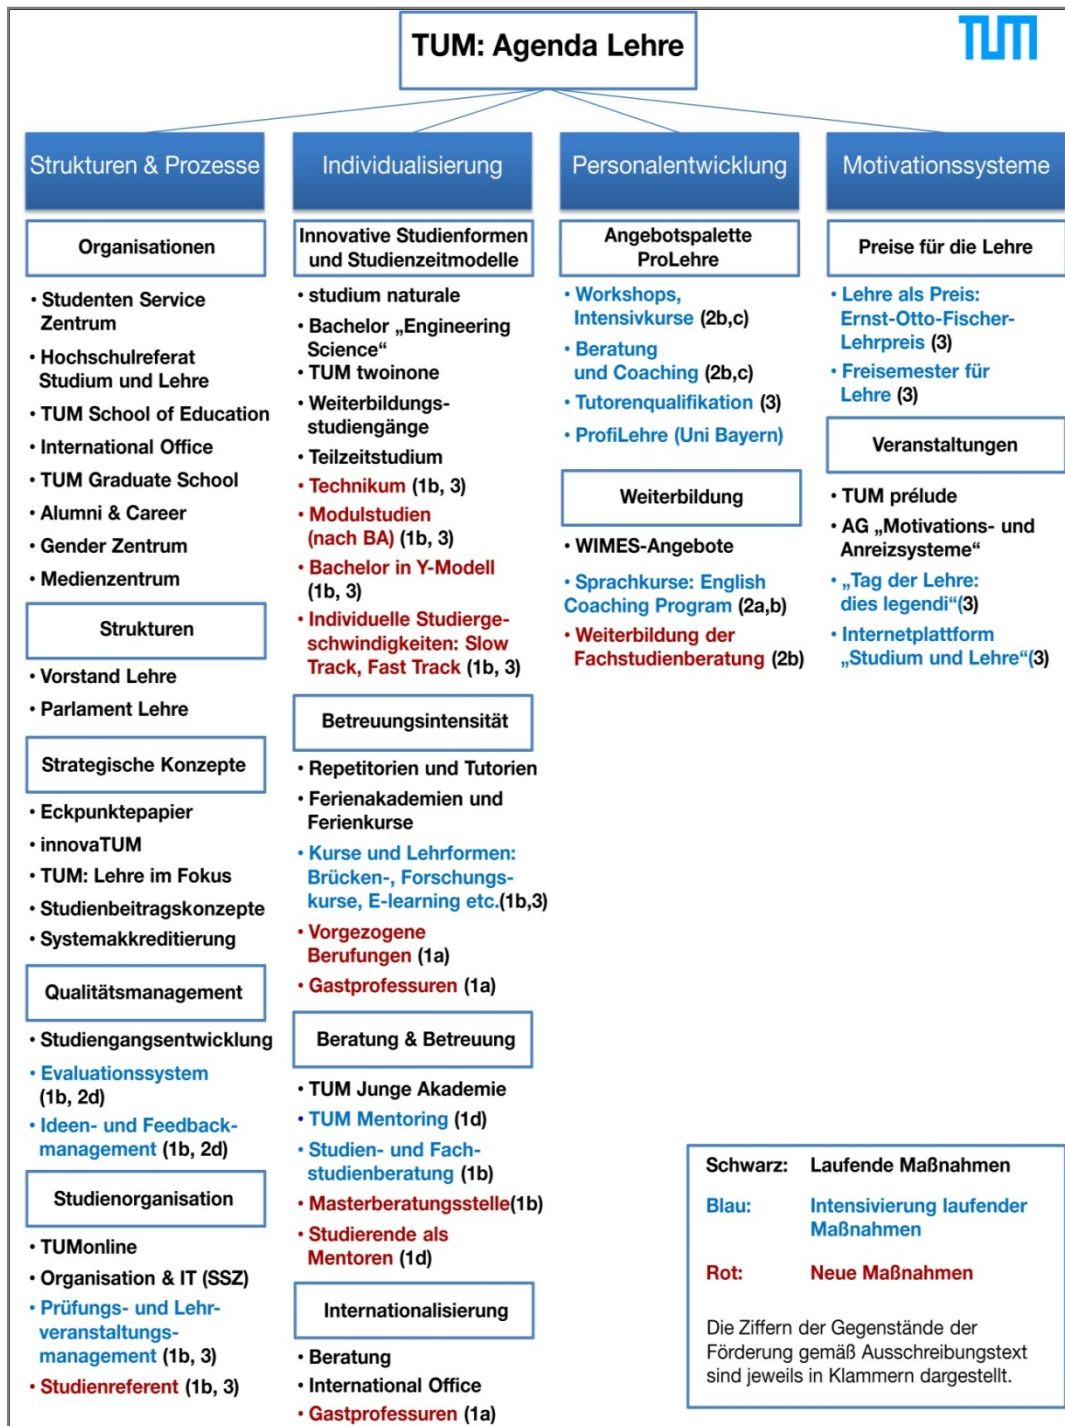 TUM: Agenda Lehre
TUM
Strukturen & Prozesse
Organisationen
• Studenten Service
Zentrum
• Hochschulreferat
Studium und Lehre
• TUM School of Education
• International Office
• TUM Graduate School
• Alumni & Career
• Gender Zentrum
• Medienzentrum
Strukturen
• Vorstand Lehre
• Parlament Lehre
Strategische Konzepte
• Eckpunktepapier
• innovaTUM
• TUM: Lehre im Fokus
• Studienbeitragskonzepte
• Systemakkreditierung
Qualitätsmanagement
• Studiengangsentwicklung
• Evaluationssystem
(1b, 2d)
• Ideen- und Feedback-
management (1b, 2d)
Studienorganisation
• TUMonline
• Organisation & IT (SSZ)
• Prüfungs- und Lehr-
veranstaltungs-
management (1b, 3)
• Studienreferent (1b, 3)
Individualisierung
Innovative Studienformen
und Studienzeitmodelle
• studium naturale
• Bachelor „Engineering
Science“
• TUM twoinone
• Weiterbildungs-
studiengänge
• Teilzeitstudium
• Technikum (1b, 3)
• Modulstudien
(nach BA) (1b, 3)
• Bachelor in Y-Modell
(1b, 3)
• Individuelle Studierge-
schwindigkeiten: Slow
Track, Fast Track (1b, 3)
Betreuungsintensität
• Repetitorien und Tutorien
• Ferienakademien und
Ferienkurse
• Kurse und Lehrformen:
Brücken-, Forschungs-
kurse, E-learning etc.(1b,3)
• Vorgezogene
Berufungen (1a)
• Gastprofessuren (1a)
Beratung & Betreuung
• TUM Junge Akademie
• TUM Mentoring (1d)
• Studien- und Fach-
studienberatung (1b)
• Masterberatungsstelle(1b)
• Studierende als
Mentoren (1d)
Internationalisierung
• Beratung
• International Office
• Gastprofessuren (1a)
Personalentwicklung
Angebotspalette
ProLehre
• Workshops,
Intensivkurse (2b,c)
• Beratung
und Coaching (2b,c)
• Tutorenqualifikation (3)
• ProfiLehre (Uni Bayern)
Weiterbildung
• WIMES-Angebote
• Sprachkurse: English
Coaching Program (2a,b)
• Weiterbildung der
Fachstudienberatung (2b)
Motivationssysteme
Preise für die Lehre
• Lehre als Preis:
Ernst-Otto-Fischer-
Lehrpreis (3)
• Freisemester für
Lehre (3)
Veranstaltungen
• TUM prélude
• AG „Motivations- und
Anreizsysteme“
• „Tag der Lehre:
dies legendi“(3)
• Internetplattform
„Studium und Lehre“(3)
Schwarz: Laufende Maßnahmen
Blau: Intensivierung laufender
Maßnahmen
Rot: Neue Maßnahmen
Die Ziffern der Gegenstände der
Förderung gemäß Ausschreibungstext
sind jeweils in Klammern dargestellt.